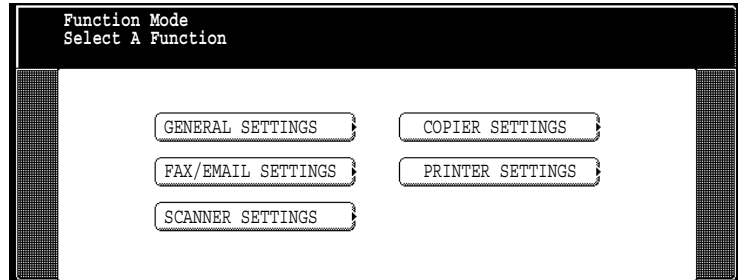 Function Mode
Select A Function
GENERAL SETTINGS
COPIER SETTINGS
FAX/EMAIL SETTINGS
PRINTER SETTINGS
SCANNER SETTINGS